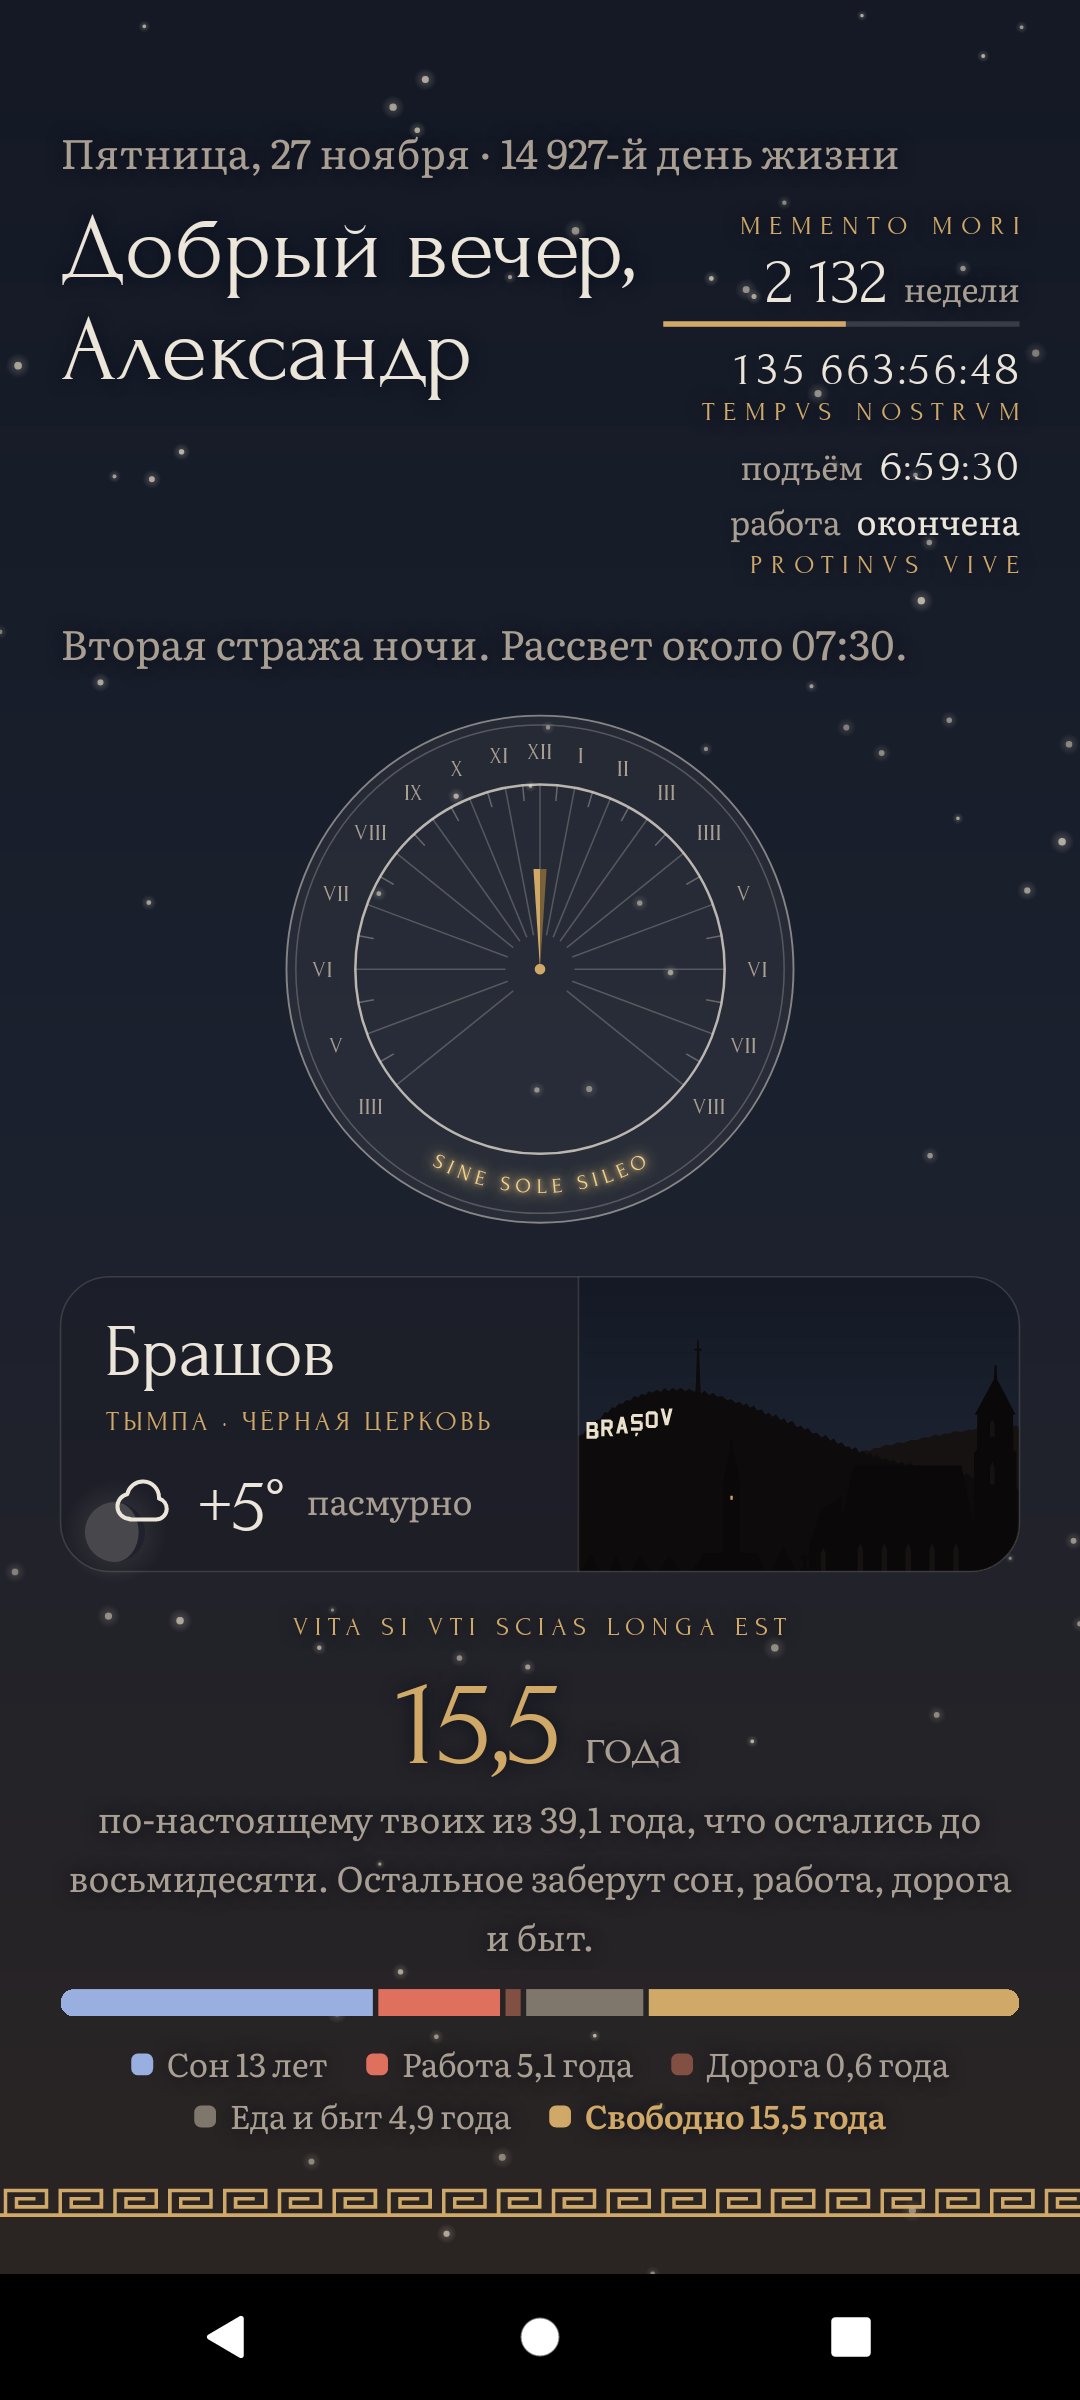 Пятница, 27 ноября · 14 927-й день жизни
Добрый вечер,
Александр
MEMENTO MORI
2 132 недели
135 663:56:48
TEMPVS NOSTRVM
подъём 6:59:30
работа окончена
PROTINVS VIVE
Вторая стража ночи. Рассвет около 07:30.
XII
XI
I
X
II
IX
III
VIII
IIII
VII
V
VI
VI
V
VII
IIII
VIII
SINE SOLE SILEO
Брашов
ТЫМПА · ЧЁРНАЯ ЦЕРКОВЬ
+5° пасмурно
BRAȘOV
VITA SI VTI SCIAS LONGA EST
15,5 года
по-настоящему твоих из 39,1 года, что остались до
восьмидесяти. Остальное заберут сон, работа, дорога
и быт.
Сон 13 лет Работа 5,1 года Дорога 0,6 года
Еда и быт 4,9 года Свободно 15,5 года